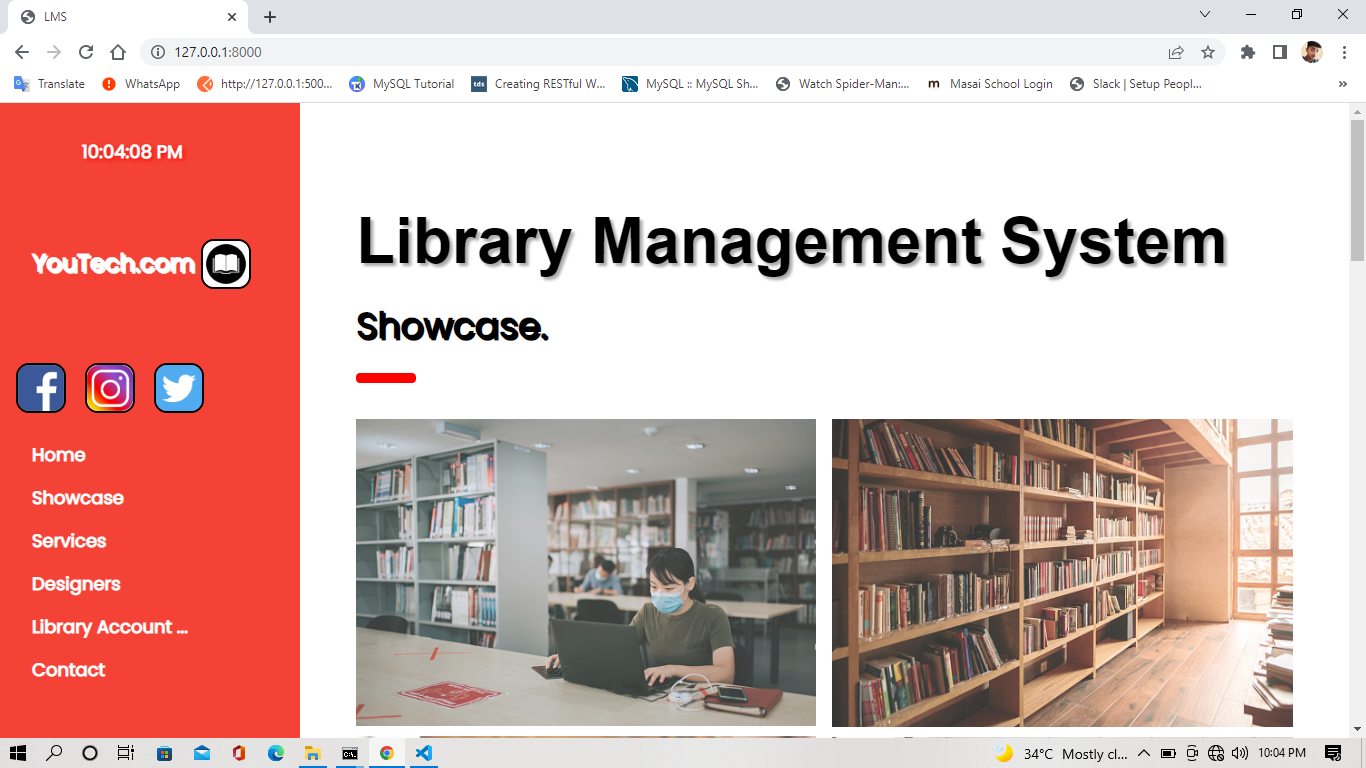 LMS
127.0.0.1:8000
Translate
WhatsApp
http://127.0.0.1:500...
MySQL Tutorial
tds
Creating RESTful W...
MySQL :: MySQL Sh...
Watch Spider-Man:...
m
Masai School Login
Slack | Setup Peopl...
»
10:04:08 PM
YouTech.com
Home
Showcase
Services
Designers
Library Account ...
Contact
Library Management System
Showcase.
34°C Mostly cl...
10:04 PM